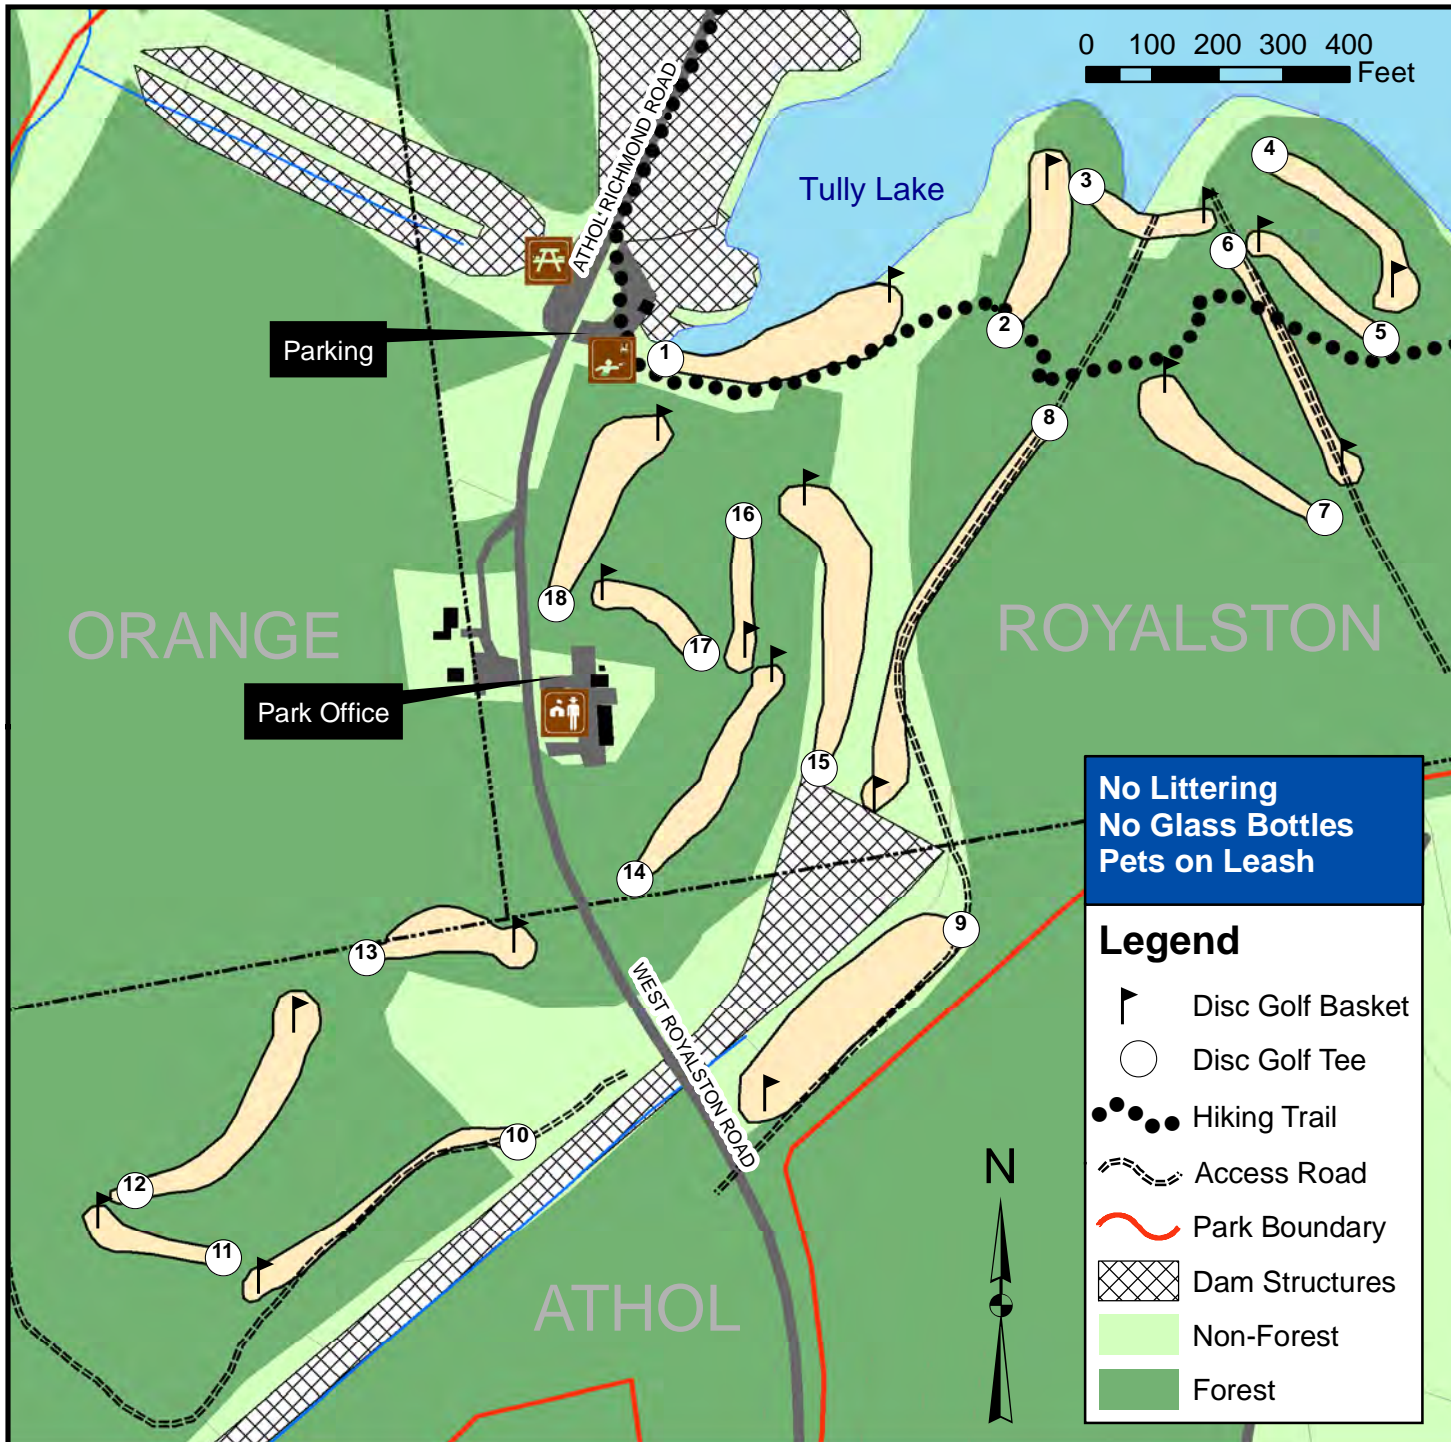 0 100 200 300 400
Feet
ATHOL RICHMOND ROAD
Tully Lake
4
3
6
5
2
1
Parking
8
7
16
18
17
ORANGE
ROYALSTON
Park Office
15
14
9
13
WEST ROYALSTON ROAD
10
12
11
ATHOL
N
No Littering
No Glass Bottles
Pets on Leash
Legend
Disc Golf Basket
Disc Golf Tee
Hiking Trail
Access Road
Park Boundary
Dam Structures
Non-Forest
Forest